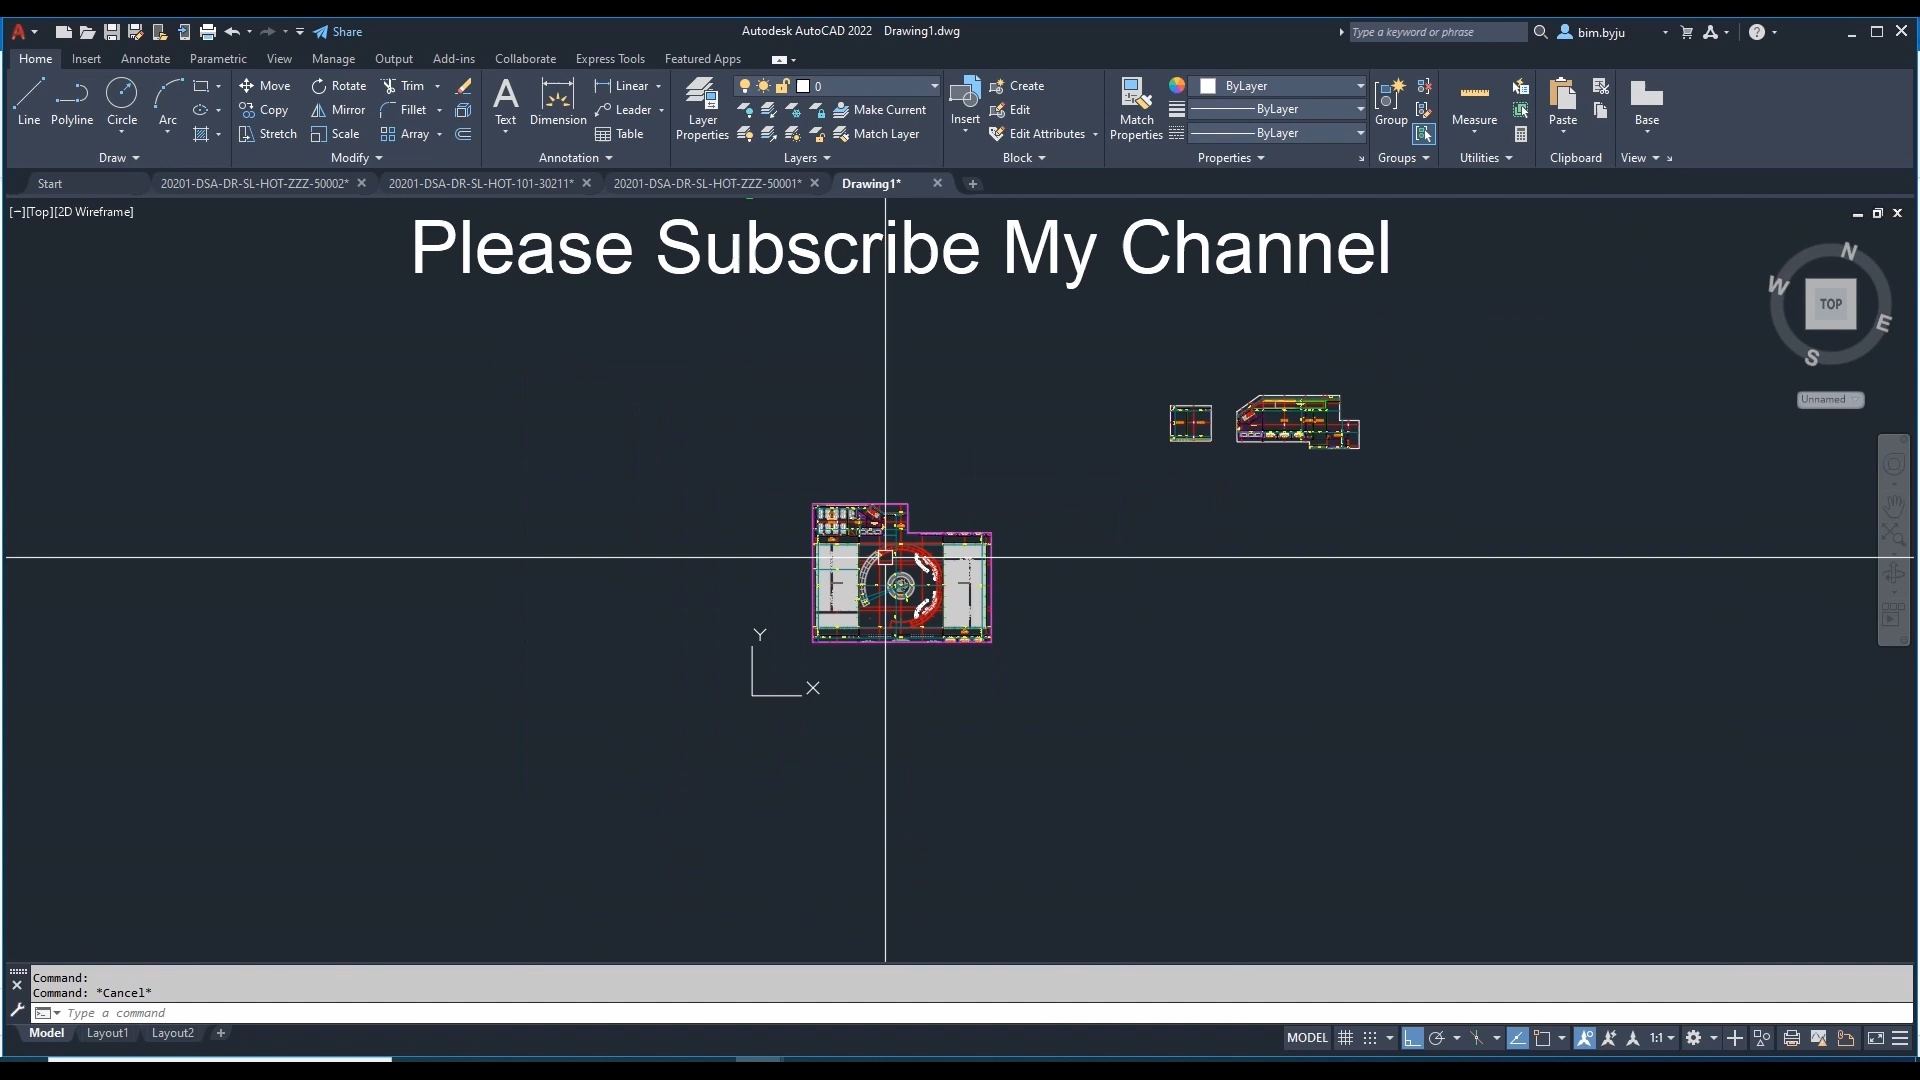 Share
Autodesk AutoCAD 2022 Drawing1.dwg
Type a keyword or phrase
bim.byju
Home Insert Annotate Parametric View Manage Output Add-ins Collaborate Express Tools Featured Apps
Line Polyline Circle Arc
Move Rotate Trim
Copy Mirror Fillet
Stretch Scale Array
Text Dimension
Linear
Leader
Table
Layer Properties
0
Make Current
Match Layer
Insert
Create
Edit
Edit Attributes
Match Properties
ByLayer
ByLayer
ByLayer
Group
Measure
Paste
Base
Draw Modify Annotation Layers Block Properties Groups Utilities Clipboard View
Start 20201-DSA-DR-SL-HOT-ZZZ-50002* 20201-DSA-DR-SL-HOT-101-30211* 20201-DSA-DR-SL-HOT-ZZZ-50001* Drawing1*
[−][Top][2D Wireframe]
Please Subscribe My Channel
N
W TOP E
S
Unnamed
Y
X
Command:
Command: *Cancel*
Type a command
Model Layout1 Layout2
MODEL 1:1